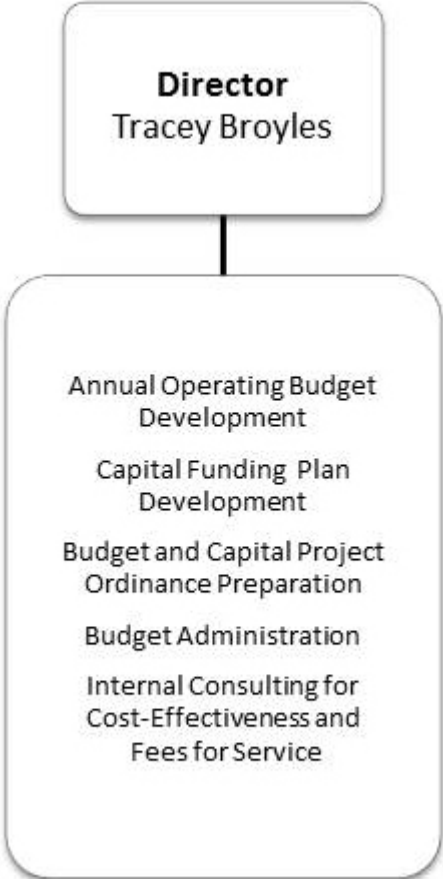 Director
Tracey Broyles
Annual Operating Budget
Development
Capital Funding Plan
Development
Budget and Capital Project
Ordinance Preparation
Budget Administration
Internal Consulting for
Cost-Effectiveness and
Fees for Service